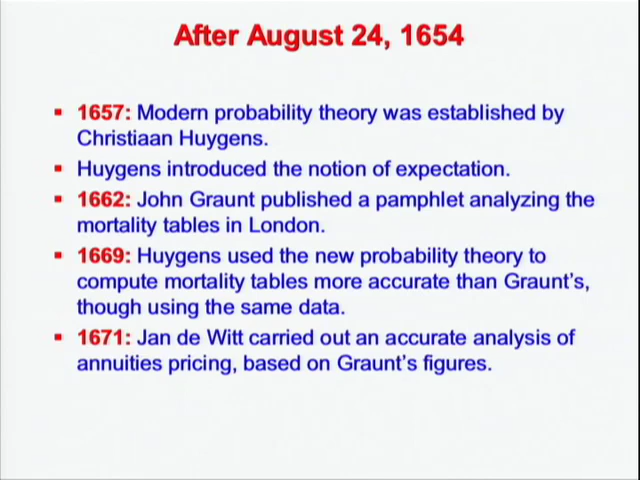 After August 24, 1654
▪ 1657: Modern probability theory was established by
Christiaan Huygens.
▪ Huygens introduced the notion of expectation.
▪ 1662: John Graunt published a pamphlet analyzing the
mortality tables in London.
▪ 1669: Huygens used the new probability theory to
compute mortality tables more accurate than Graunt's,
though using the same data.
▪ 1671: Jan de Witt carried out an accurate analysis of
annuities pricing, based on Graunt's figures.